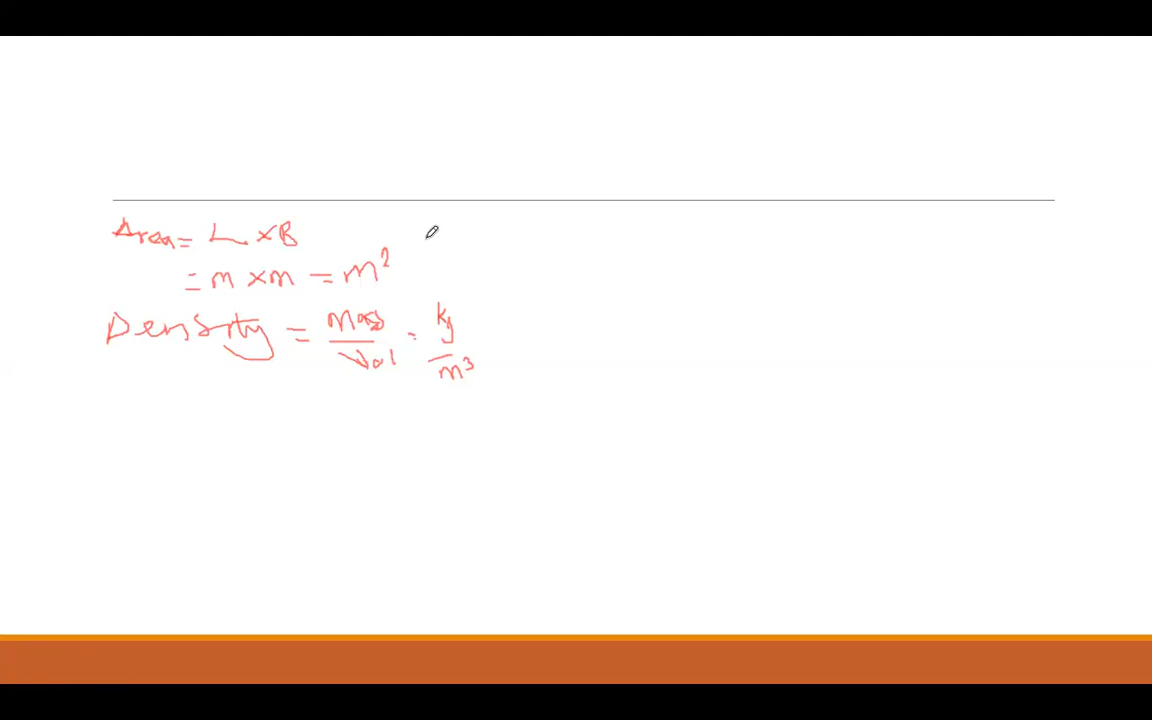 Area = L × B
= m × m = m²
Density = Mass / Vol = kg / m³